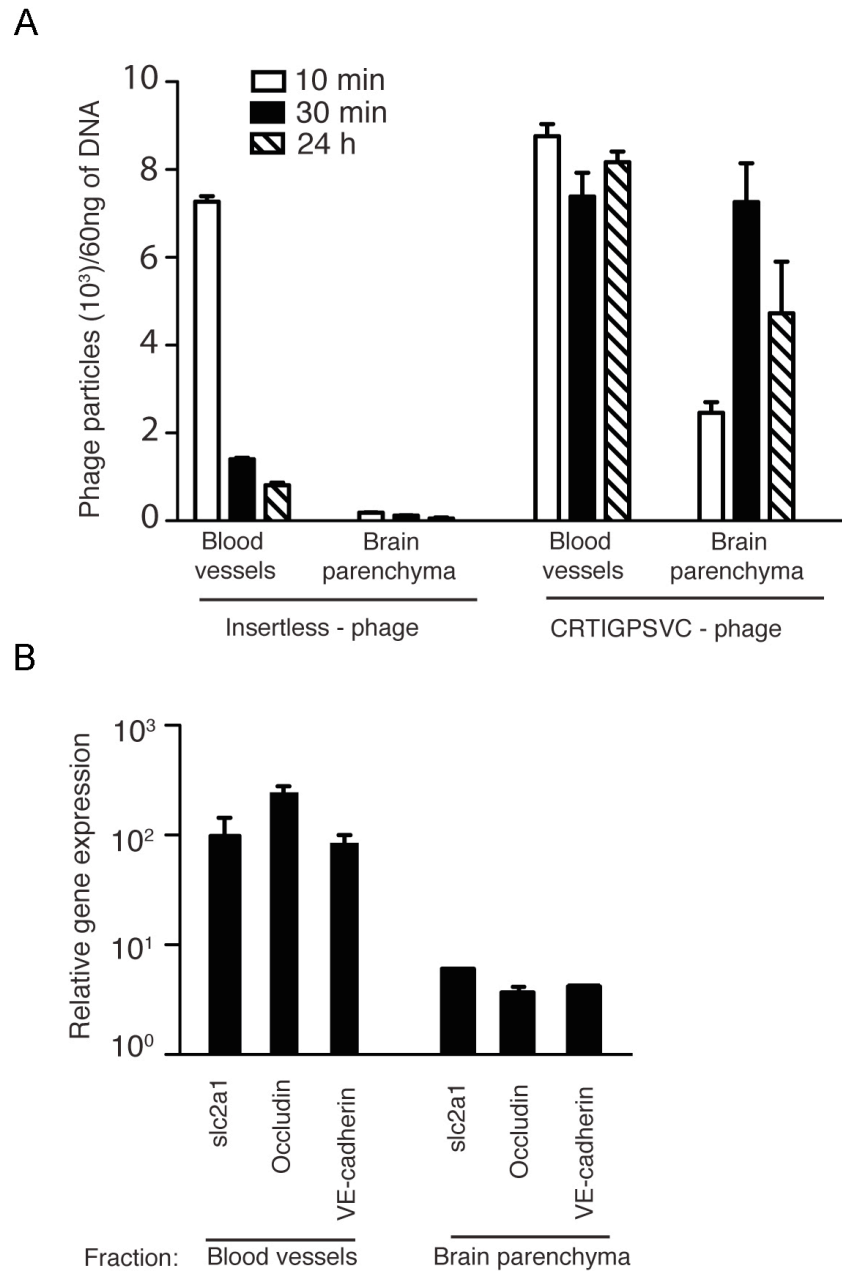 A
Phage particles (10³)/60ng of DNA
10
8
6
4
2
0
10 min
30 min
24 h
Blood vessels
Brain parenchyma
Blood vessels
Brain parenchyma
Insertless - phage
CRTIGPSVC - phage
B
Relative gene expression
10³
10²
10¹
10⁰
slc2a1
Occludin
VE-cadherin
slc2a1
Occludin
VE-cadherin
Fraction: Blood vessels Brain parenchyma